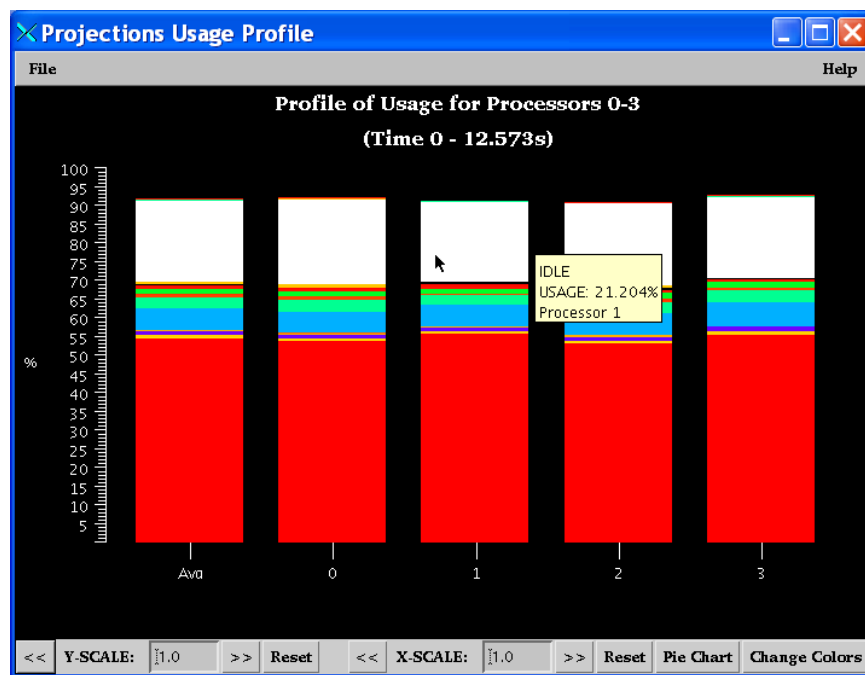 Projections Usage Profile
File Help
Profile of Usage for Processors 0-3
(Time 0 - 12.573s)
100
95
90
85
80
75
70
65
60
55
50
45
40
35
30
25
20
15
10
5
%
IDLE
USAGE: 21.204%
Processor 1
Avg 0 1 2 3
<< Y-SCALE: 1.0 >> Reset << X-SCALE: 1.0 >> Reset Pie Chart Change Colors